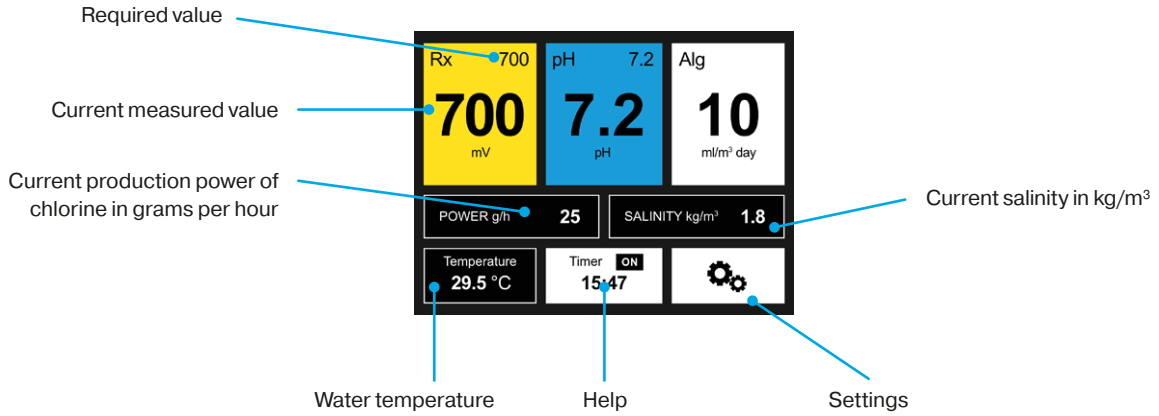 Required value
Rx 700
pH 7.2
Alg
Current measured value
700
mV
7.2
pH
10
ml/m³ day
Current production power of
chlorine in grams per hour
POWER g/h 25
SALINITY kg/m³ 1.8
Current salinity in kg/m³
Temperature
29.5 °C
Timer ON
15:47
Water temperature
Help
Settings